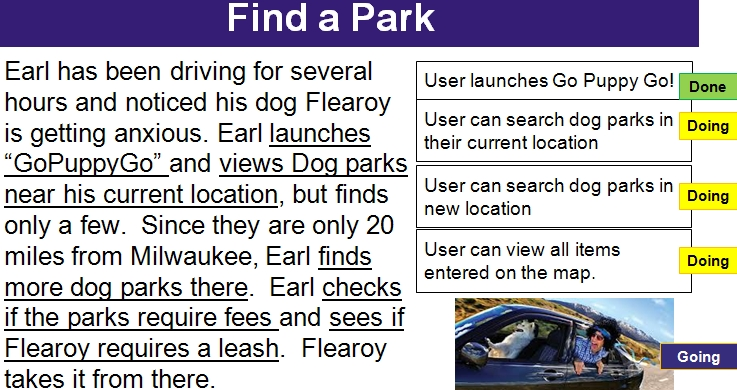 Find a Park
Earl has been driving for several
hours and noticed his dog Flearoy
is getting anxious. Earl launches
“GoPuppyGo” and views Dog parks
near his current location, but finds
only a few.  Since they are only 20
miles from Milwaukee, Earl finds
more dog parks there.  Earl checks
if the parks require fees and sees if
Flearoy requires a leash.  Flearoy
takes it from there.
User launches Go Puppy Go!
Done
User can search dog parks in
their current location
Doing
User can search dog parks in
new location
Doing
User can view all items
entered on the map.
Doing
Going